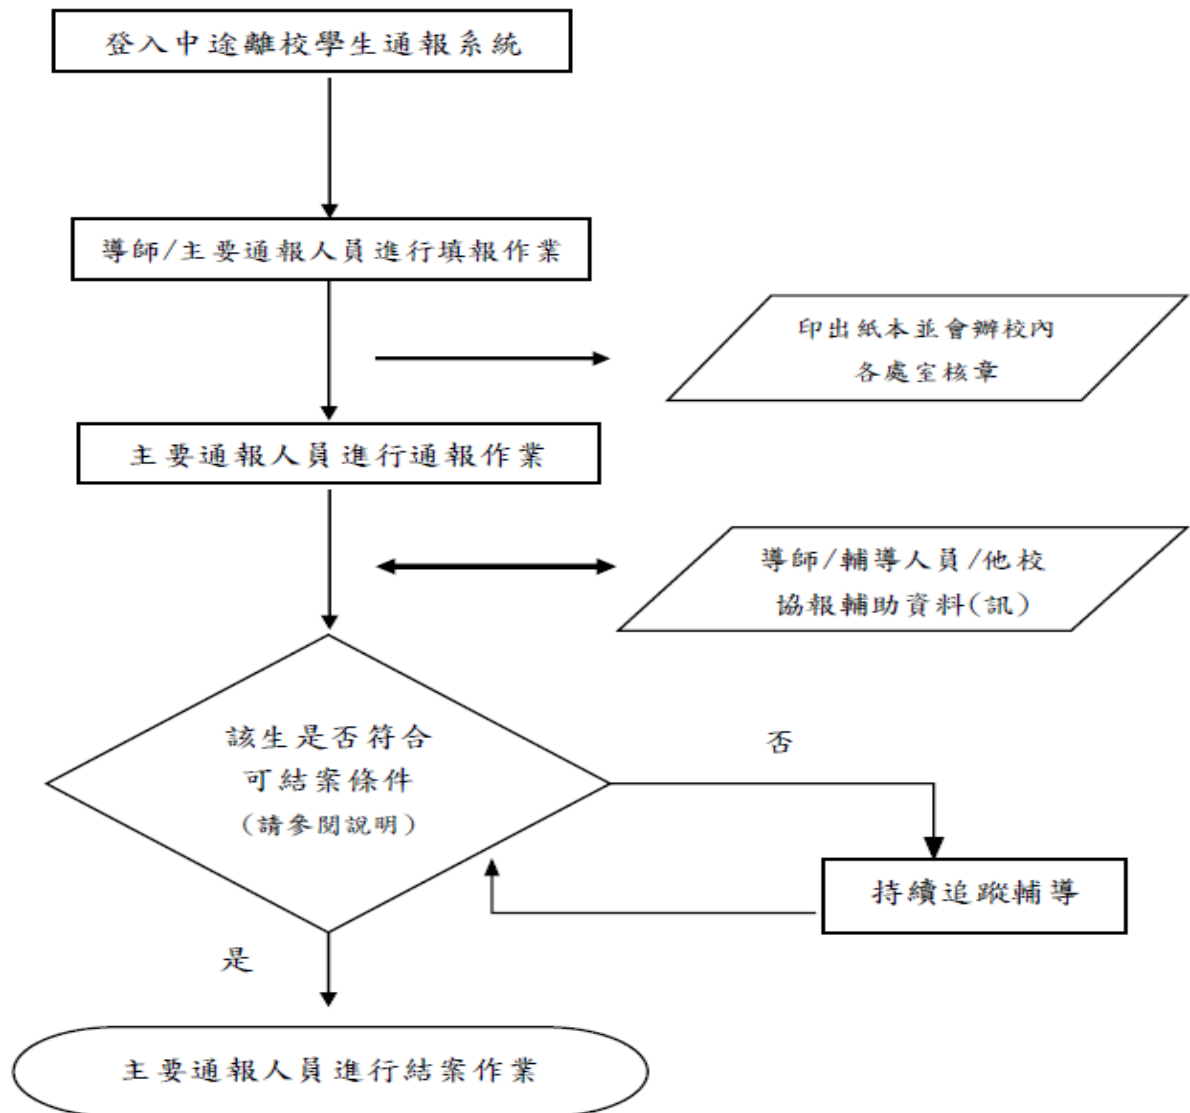 登入中途離校學生通報系統
導師/主要通報人員進行填報作業
印出紙本並會辦校內
各處室核章
主要通報人員進行通報作業
導師/輔導人員/他校
協報輔助資料(訊)
該生是否符合
可結案條件
(請參閱說明)
否
持續追蹤輔導
是
主要通報人員進行結案作業